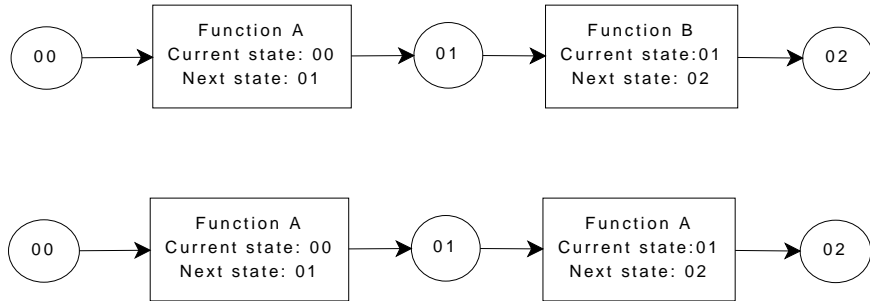 00
Function A
Current state: 00
Next state: 01
01
Function B
Current state:01
Next state: 02
02
00
Function A
Current state: 00
Next state: 01
01
Function A
Current state:01
Next state: 02
02